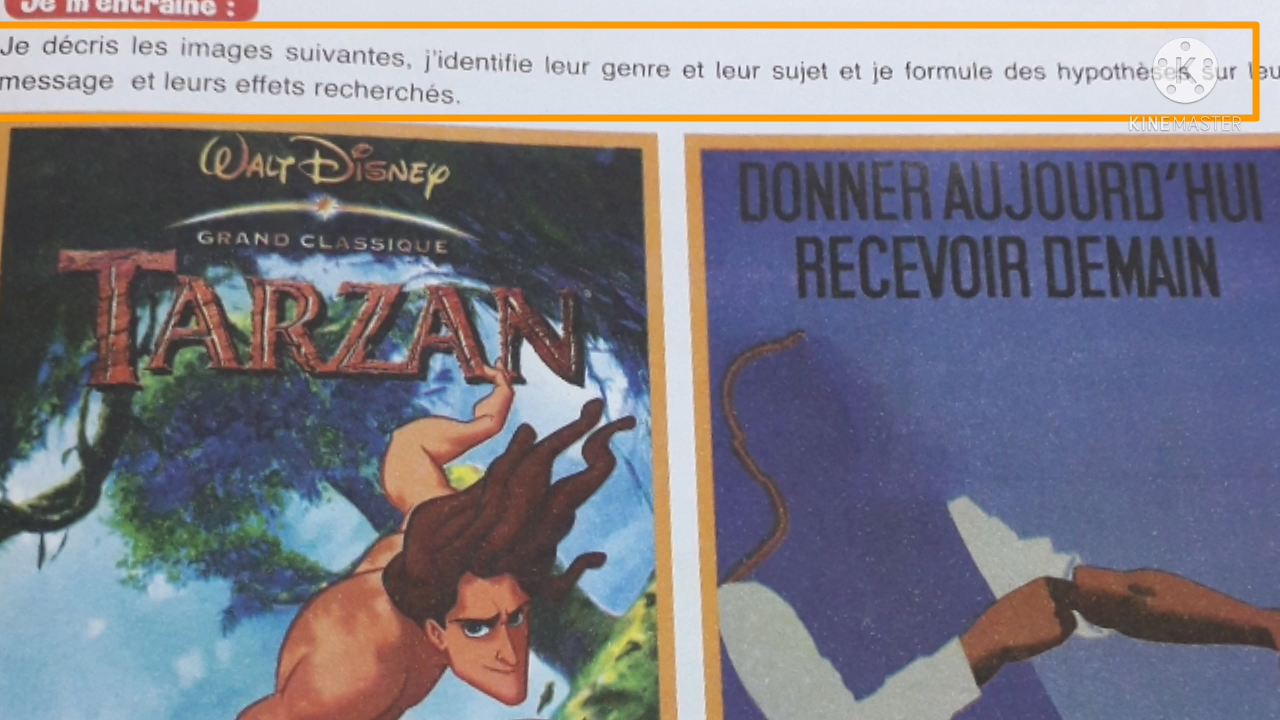 Je m'entraîne :
Je décris les images suivantes, j'identifie leur genre et leur sujet et je formule des hypothèses sur leu
message et leurs effets recherchés.
KINEMASTER
WALT DISNEY
GRAND CLASSIQUE
TARZAN
DONNER AUJOURD'HUI
RECEVOIR DEMAIN